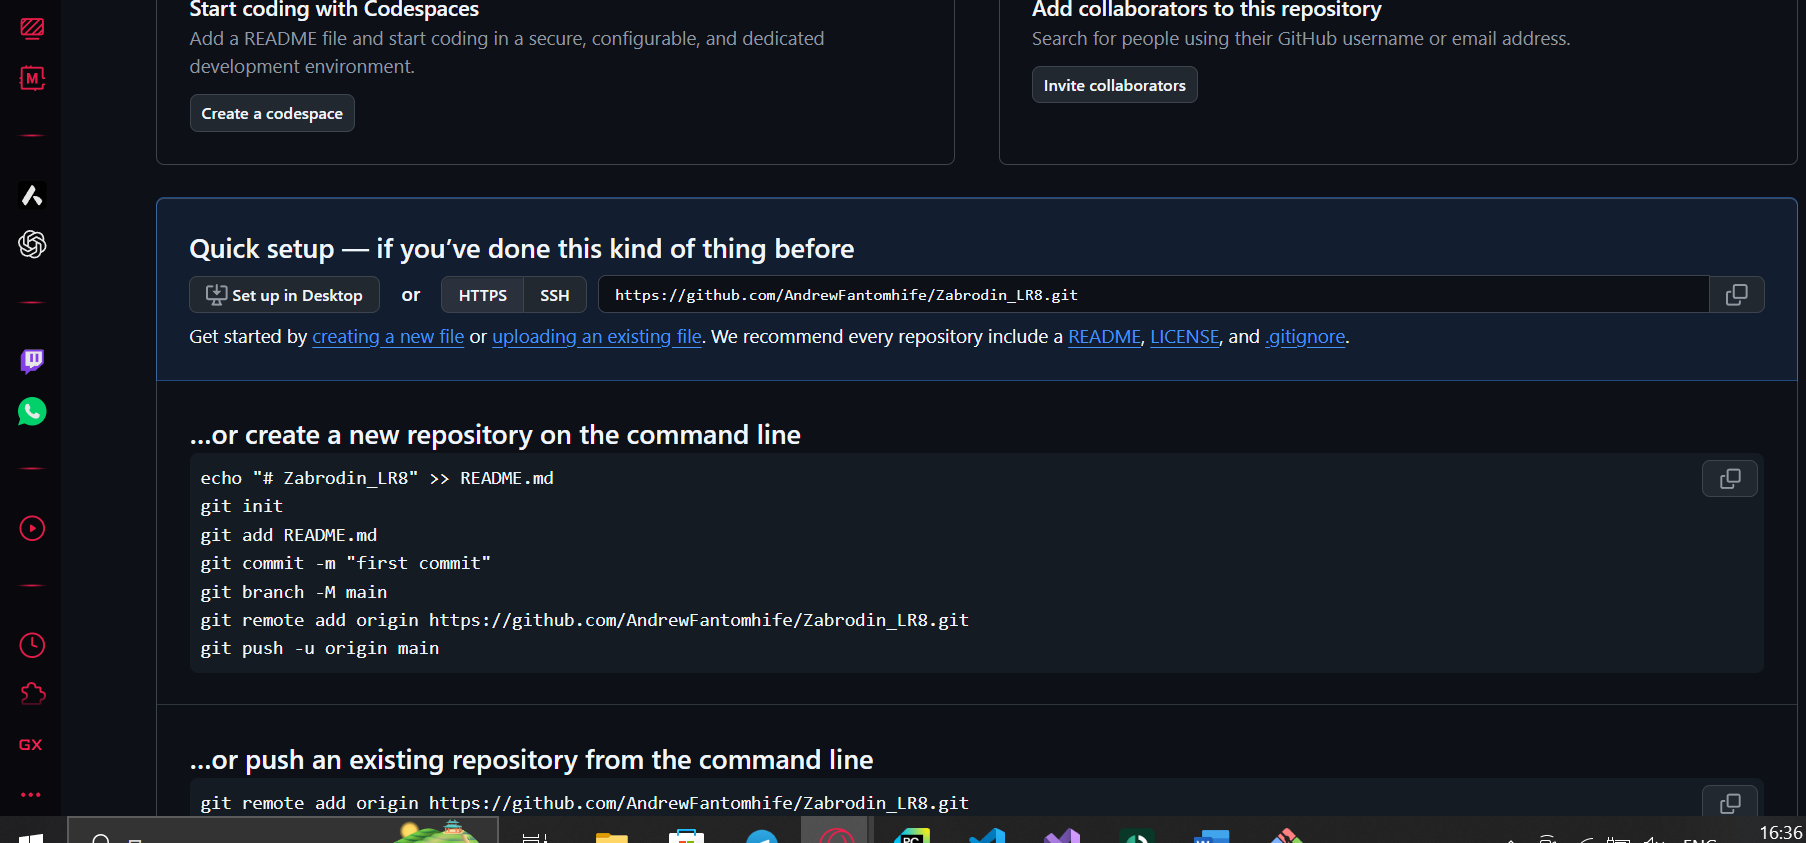 Start coding with Codespaces
Add a README file and start coding in a secure, configurable, and dedicated
development environment.
Create a codespace
Add collaborators to this repository
Search for people using their GitHub username or email address.
Invite collaborators
M
Quick setup — if you’ve done this kind of thing before
Set up in Desktop or HTTPS SSH https://github.com/AndrewFantomhife/Zabrodin_LR8.git
Get started by creating a new file or uploading an existing file. We recommend every repository include a README, LICENSE, and .gitignore.
...or create a new repository on the command line
echo "# Zabrodin_LR8" >> README.md
git init
git add README.md
git commit -m "first commit"
git branch -M main
git remote add origin https://github.com/AndrewFantomhife/Zabrodin_LR8.git
git push -u origin main
GX
...or push an existing repository from the command line
git remote add origin https://github.com/AndrewFantomhife/Zabrodin_LR8.git
PC
16:36